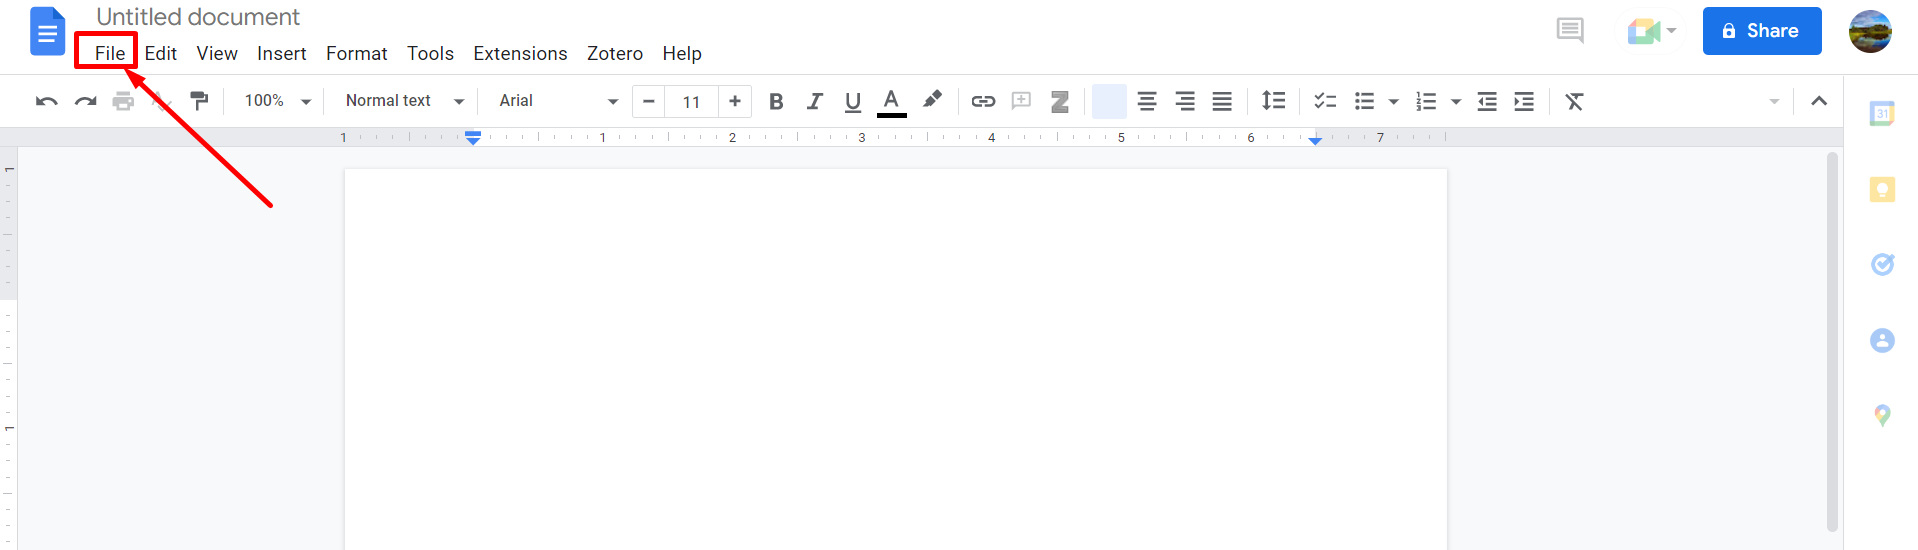 Untitled document
File Edit View Insert Format Tools Extensions Zotero Help
Share
100% Normal text Arial 11 B I U A Z
31
1 1 2 3 4 5 6 7
1
1